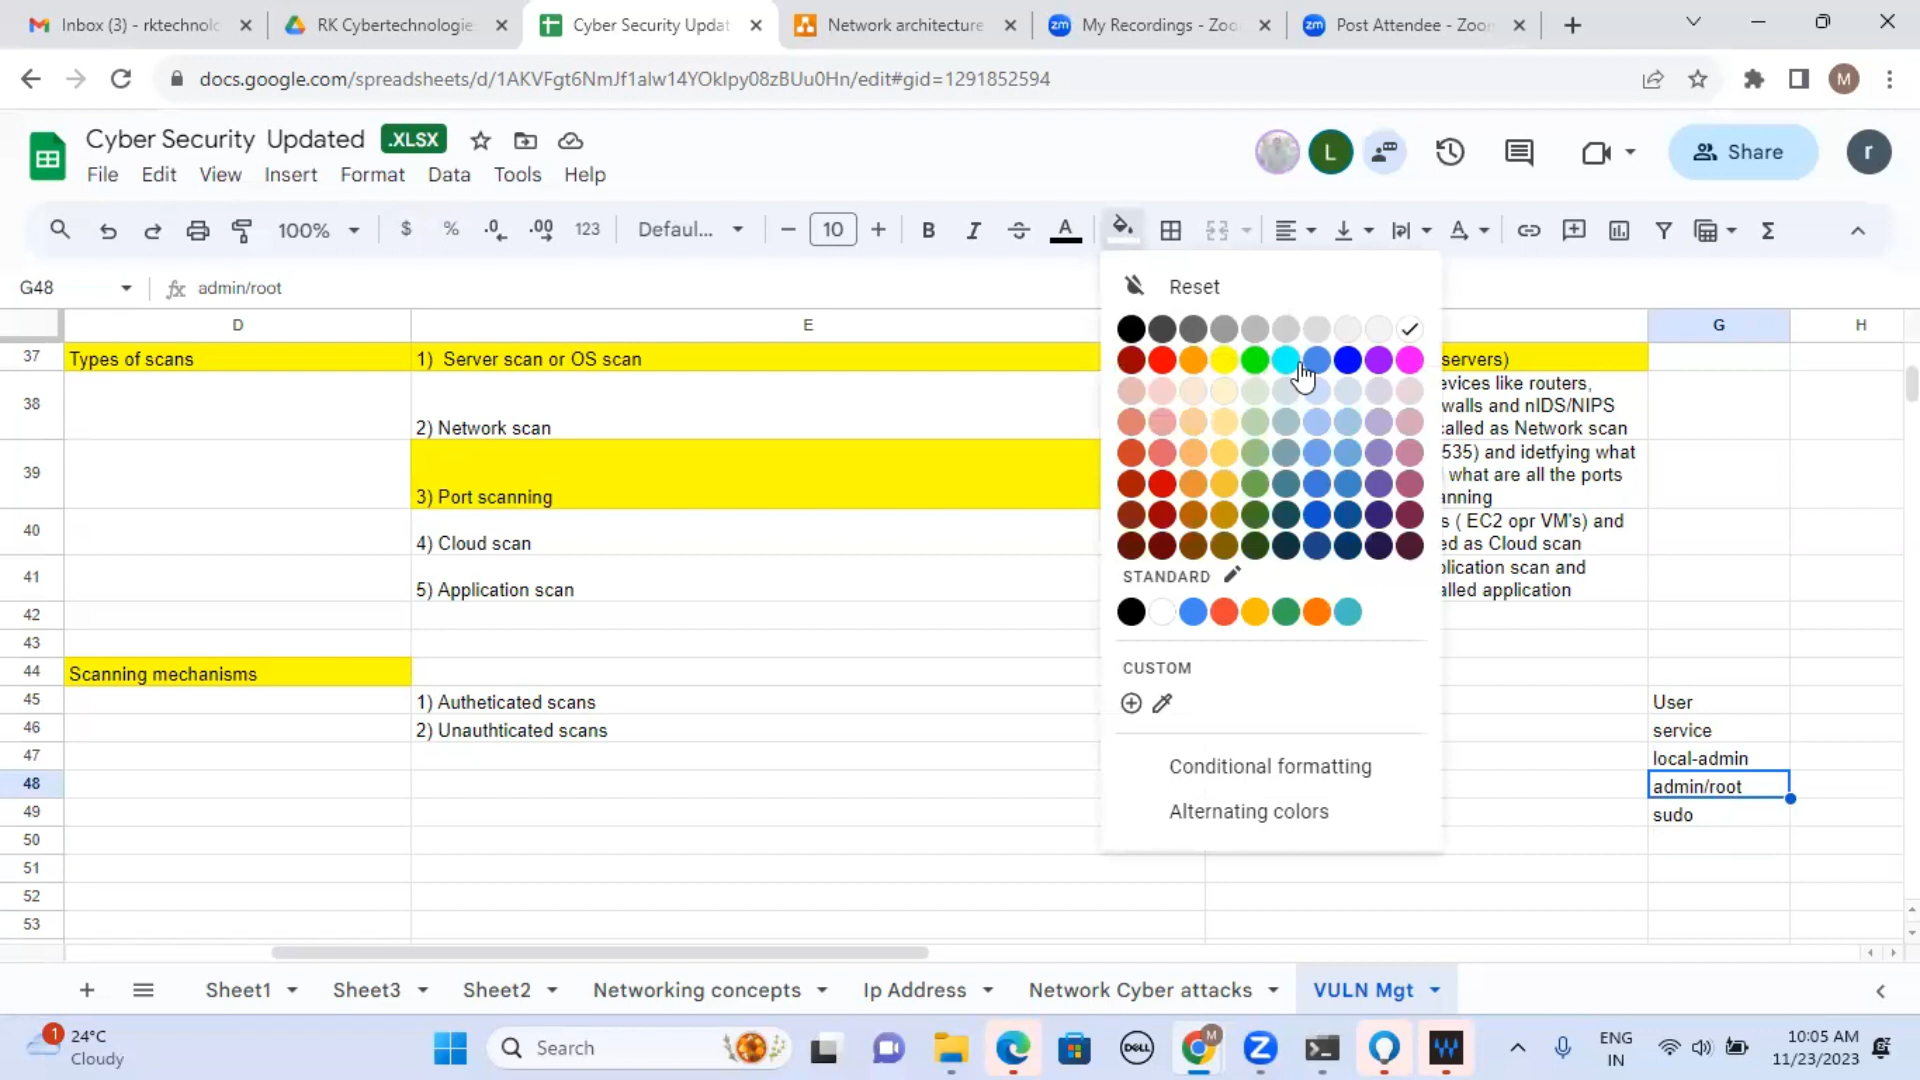 Inbox (3) - rktechnolo
RK Cybertechnologie
Cyber Security Updat
Network architecture
My Recordings - Zoo
Post Attendee - Zoom
docs.google.com/spreadsheets/d/
/edit#gid=1291852594
Cyber Security Updated
.XLSX
L
Share
r
M
File
Edit
View
Insert
Format
Data
Tools
Help
100%
$
%
.0
.00
123
Defaul...
10
B
I
A
G48
fx
admin/root
Reset
D
E
G
H
37
Types of scans
1) Server scan or OS scan
servers)
38
2) Network scan
evices like routers,
walls and nIDS/NIPS
called as Network scan
39
3) Port scanning
535) and idetfying what
what are all the ports
anning
40
4) Cloud scan
s ( EC2 opr VM's) and
ed as Cloud scan
41
5) Application scan
lication scan and
alled application
42
43
44
Scanning mechanisms
45
1) Autheticated scans
User
46
2) Unauthticated scans
service
47
local-admin
48
admin/root
49
sudo
50
51
52
53
STANDARD
CUSTOM
Conditional formatting
Alternating colors
Sheet1
Sheet3
Sheet2
Networking concepts
Ip Address
Network Cyber attacks
VULN Mgt
1
24°C
Cloudy
Search
DELL
M
ENG
IN
10:05 AM
11/23/2023